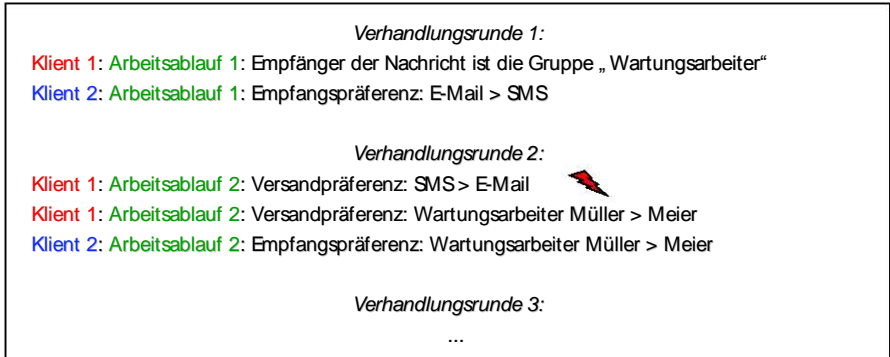 Verhandlungsrunde 1:
Klient 1: Arbeitsablauf 1: Empfänger der Nachricht ist die Gruppe „ Wartungsarbeiter“
Klient 2: Arbeitsablauf 1: Empfangspräferenz: E-Mail > SMS
Verhandlungsrunde 2:
Klient 1: Arbeitsablauf 2: Versandpräferenz: SMS > E-Mail
Klient 1: Arbeitsablauf 2: Versandpräferenz: Wartungsarbeiter Müller > Meier
Klient 2: Arbeitsablauf 2: Empfangspräferenz: Wartungsarbeiter Müller > Meier
Verhandlungsrunde 3:
...